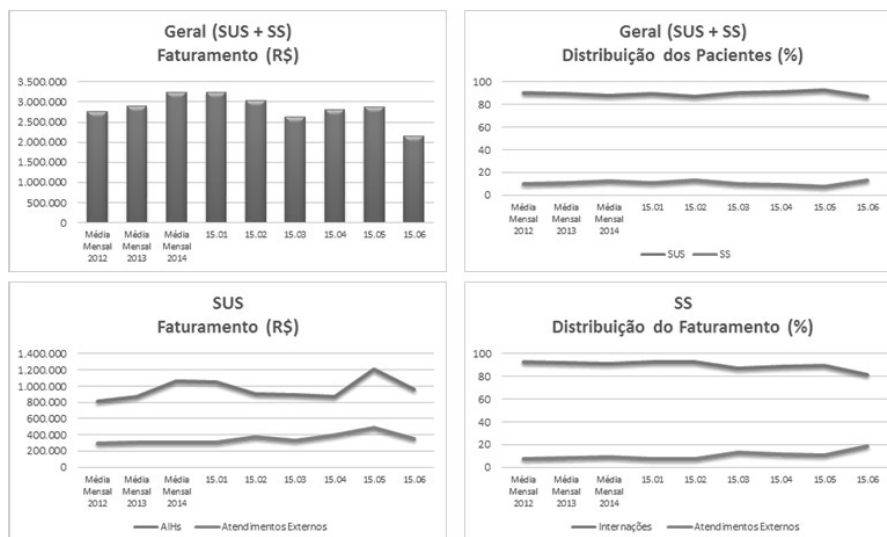 Geral (SUS + SS)
Faturamento (R$)
3.500.000
3.000.000
2.500.000
2.000.000
1.500.000
1.000.000
500.000
0
Média Mensal 2012
Média Mensal 2013
Média Mensal 2014
15.01
15.02
15.03
15.04
15.05
15.06
Geral (SUS + SS)
Distribuição dos Pacientes (%)
100
80
60
40
20
0
Média Mensal 2012
Média Mensal 2013
Média Mensal 2014
15.01
15.02
15.03
15.04
15.05
15.06
SUS
SS
SUS
Faturamento (R$)
1.400.000
1.200.000
1.000.000
800.000
600.000
400.000
200.000
0
Média Mensal 2012
Média Mensal 2013
Média Mensal 2014
15.01
15.02
15.03
15.04
15.05
15.06
AIHs
Atendimentos Externos
SS
Distribuição do Faturamento (%)
100
80
60
40
20
0
Média Mensal 2012
Média Mensal 2013
Média Mensal 2014
15.01
15.02
15.03
15.04
15.05
15.06
Internações
Atendimentos Externos